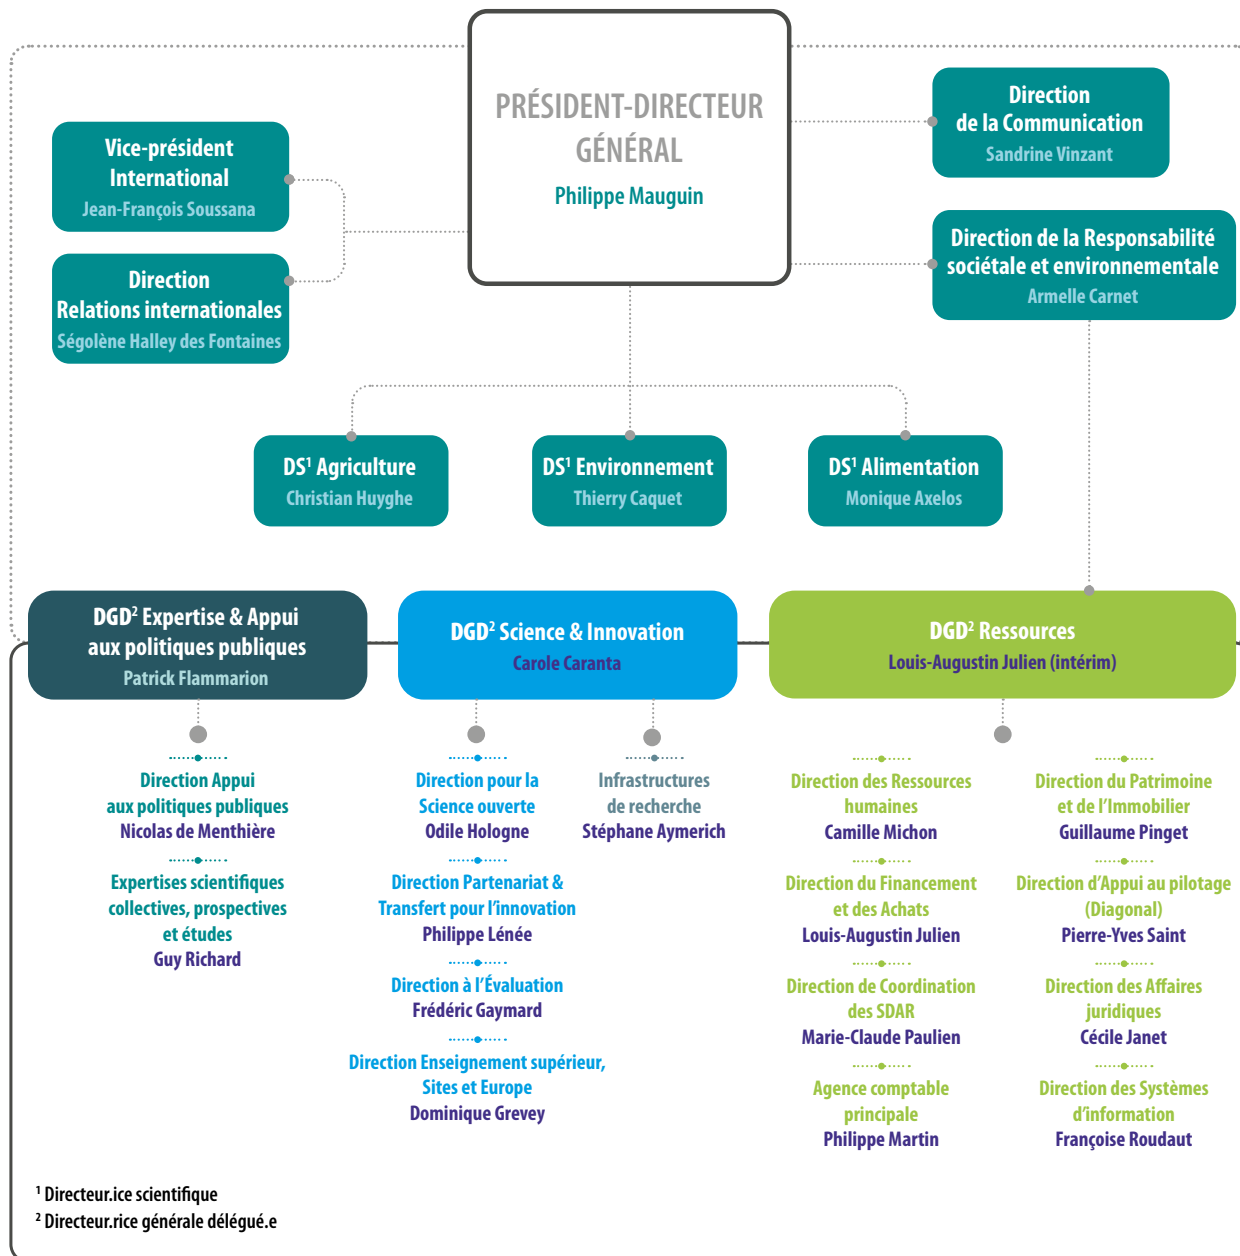 PRÉSIDENT-DIRECTEUR
GÉNÉRAL
Philippe Mauguin
Vice-président
International
Jean-François Soussana
Direction
Relations internationales
Ségolène Halley des Fontaines
Direction
de la Communication
Sandrine Vinzant
Direction de la Responsabilité
sociétale et environnementale
Armelle Carnet
DS¹ Agriculture
Christian Huyghe
DS¹ Environnement
Thierry Caquet
DS¹ Alimentation
Monique Axelos
DGD² Expertise & Appui
aux politiques publiques
Patrick Flammarion
Direction Appui
aux politiques publiques
Nicolas de Menthière
Expertises scientifiques
collectives, prospectives
et études
Guy Richard
DGD² Science & Innovation
Carole Caranta
Direction pour la
Science ouverte
Odile Hologne
Direction Partenariat &
Transfert pour l'innovation
Philippe Lénée
Direction à l'Évaluation
Frédéric Gaymard
Direction Enseignement supérieur,
Sites et Europe
Dominique Grevey
Infrastructures
de recherche
Stéphane Aymerich
DGD² Ressources
Louis-Augustin Julien (intérim)
Direction des Ressources
humaines
Camille Michon
Direction du Financement
et des Achats
Louis-Augustin Julien
Direction de Coordination
des SDAR
Marie-Claude Paulien
Agence comptable
principale
Philippe Martin
Direction du Patrimoine
et de l'Immobilier
Guillaume Pinget
Direction d'Appui au pilotage
(Diagonal)
Pierre-Yves Saint
Direction des Affaires
juridiques
Cécile Janet
Direction des Systèmes
d'information
Françoise Roudaut
¹ Directeur.ice scientifique
² Directeur.rice générale délégué.e